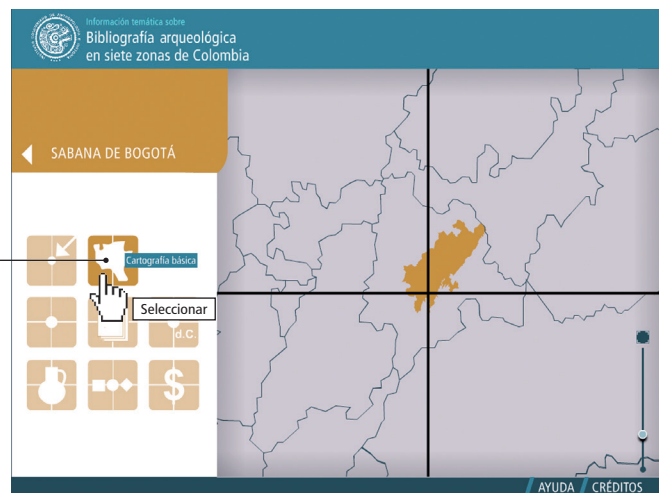 Información temática sobre
Bibliografía arqueológica
en siete zonas de Colombia
SABANA DE BOGOTÁ
Cartografía básica
Seleccionar
d.C.
$
AYUDA
CRÉDITOS